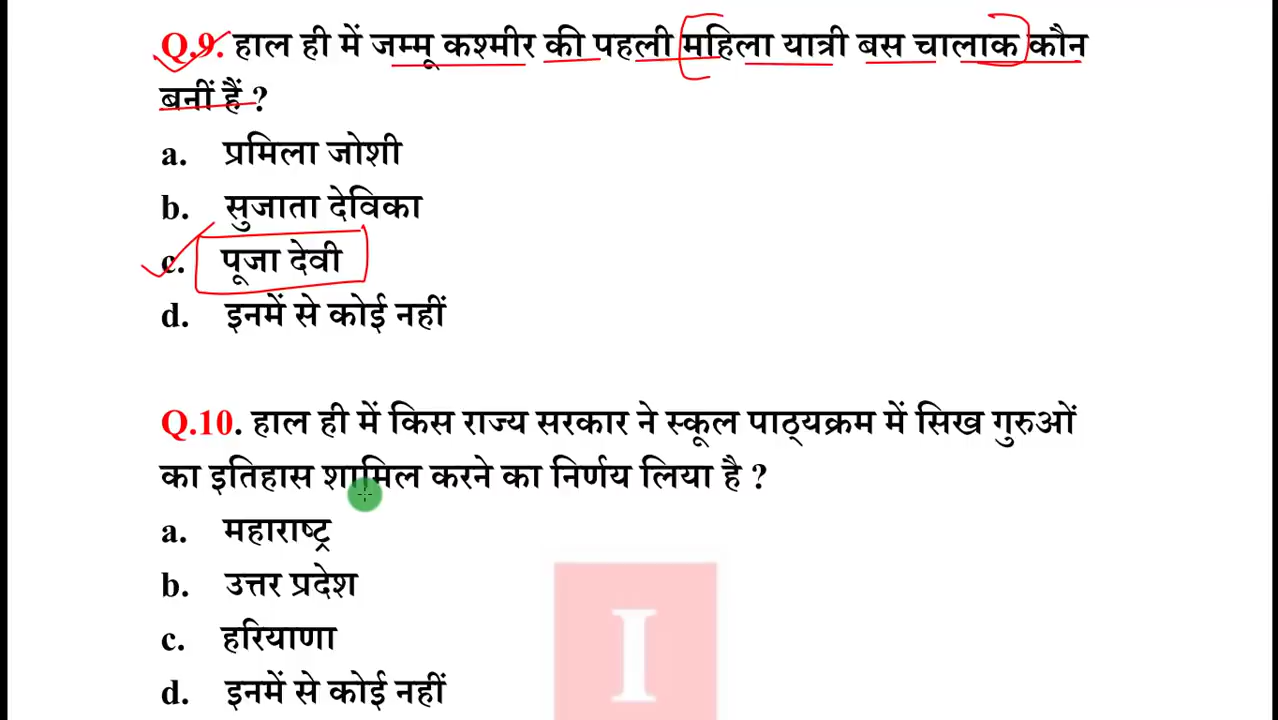 Q.9. हाल ही में जम्मू कश्मीर की पहली महिला यात्री बस चालाक कौन
बनीं हैं ?
a. प्रमिला जोशी
b. सुजाता देविका
c. पूजा देवी
d. इनमें से कोई नहीं
Q.10. हाल ही में किस राज्य सरकार ने स्कूल पाठ्यक्रम में सिख गुरुओं
का इतिहास शामिल करने का निर्णय लिया है ?
a. महाराष्ट्र
b. उत्तर प्रदेश
c. हरियाणा
d. इनमें से कोई नहीं
I